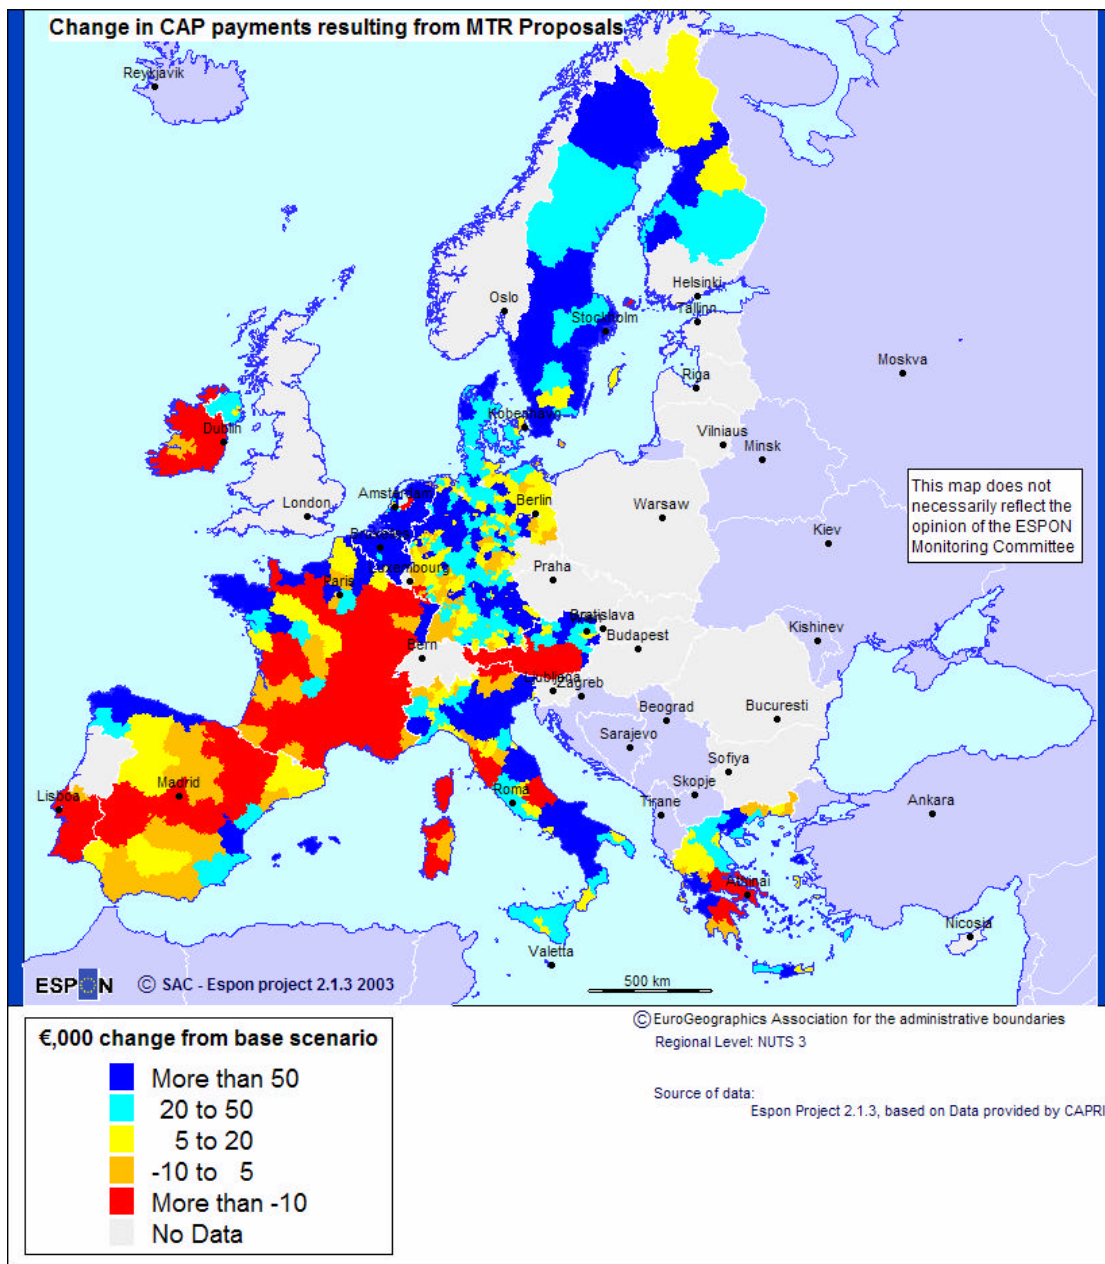 Change in CAP payments resulting from MTR Proposals
Reykjavik
Helsinki
Oslo
Tallinn
Stockholm
Moskva
Riga
København
Dublin
Vilniaus
Minsk
This map does not
necessarily reflect the
opinion of the ESPON
Monitoring Committee
Amsterdam
Berlin
London
Warsaw
Kiev
Luxembourg
Praha
Paris
Bratislava
Kishinev
Budapest
Bern
Ljubljana
Zagreb
Beograd
Bucuresti
Sarajevo
Sofiya
Skopje
Madrid
Roma
Lisboa
Tirane
Ankara
Athinai
Nicosia
Valetta
ESPON © SAC - Espon project 2.1.3 2003
500 km
© EuroGeographics Association for the administrative boundaries
Regional Level: NUTS 3
Source of data:
Espon Project 2.1.3, based on Data provided by CAPRI
€,000 change from base scenario
More than 50
20 to 50
5 to 20
-10 to 5
More than -10
No Data